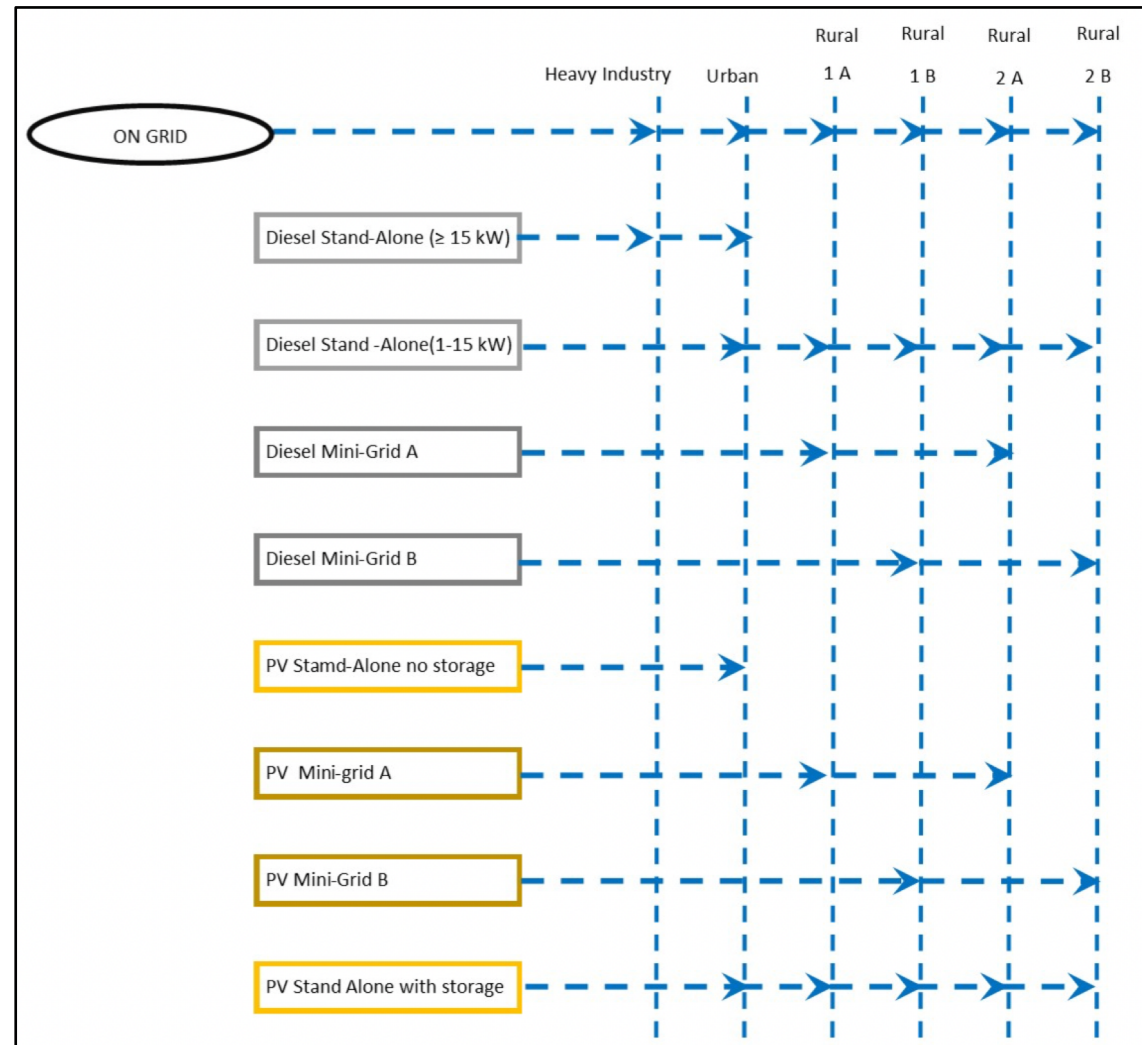 Rural Rural Rural Rural
Heavy Industry Urban 1 A 1 B 2 A 2 B
ON GRID
Diesel Stand-Alone (≥ 15 kW)
Diesel Stand -Alone(1-15 kW)
Diesel Mini-Grid A
Diesel Mini-Grid B
PV Stamd-Alone no storage
PV Mini-grid A
PV Mini-Grid B
PV Stand Alone with storage